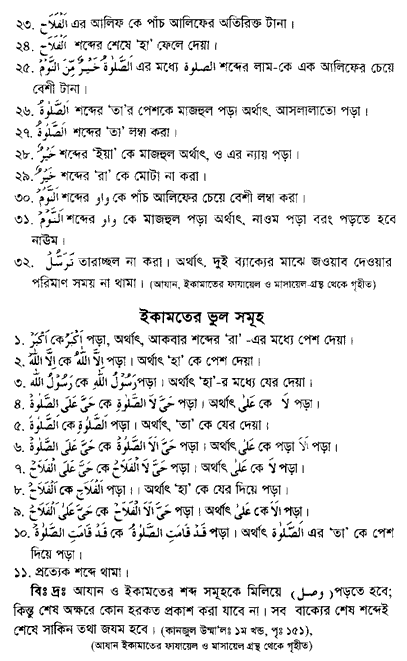 ২৩. اَلْفَلَاحِ এর আলিফ কে পাঁচ আলিফের অতিরিক্ত টানা।
২৪. اَلْفَلَاحِ শব্দের শেষে 'হা' ফেলে দেয়া।
২৫. اَلصَّلٰوةُ خَيْرٌ مِّنَ النَّوْمِ এর মধ্যে الصلوة শব্দের লাম-কে এক আলিফের চেয়ে
বেশী টানা।
২৬. اَلصَّلٰوةُ শব্দের 'তা'র পেশকে মাজহুল পড়া অর্থাৎ, আসলালাতো পড়া।
২৭. اَلصَّلٰوةُ শব্দের 'তা' লম্বা করা।
২৮. خَيْرٌ শব্দের 'ইয়া' কে মাজহুল অর্থাৎ, ও এর ন্যায় পড়া।
২৯. خَيْرٌ শব্দের 'রা' কে মোটা না করা।
৩০. اَلنَّوْمِ শব্দের واو কে পাঁচ আলিফের চেয়ে বেশী লম্বা করা।
৩১. اَلنَّوْمِ শব্দের واو কে মাজহুল পড়া অর্থাৎ, নাওম পড়া বরং পড়তে হবে
নাঊম।
৩২. تَرَسُّلْ তারাচ্ছল না করা। অর্থাৎ. দুই ব্যাক্যের মাঝে জওয়াব দেওয়ার
পরিমাণ সময় না থামা। (আযান, ইকামাতের ফাযায়েল ও মাসায়েল-গ্রন্থ থেকে গৃহীত)
ইকামতের ভুল সমূহ
১. اَكْبَرْ কে اَكْبَرُ পড়া, অর্থাৎ, আকবার শব্দের 'রা' -এর মধ্যে পেশ দেয়া।
২. اِلَّا اللّٰهْ কে اِلَّا اللّٰهُ পড়া। অর্থাৎ 'হা' কে পেশ দেয়া।
৩. رَسُوْلُ اللّٰهْ কে رَسُوْلُ اللّٰهِ পড়া। অর্থাৎ 'হা'-র মধ্যে যের দেয়া।
৪. حَىَّ عَلَى الصَّلٰوةْ কে حَىَّ لَا الصَّلٰوةِ পড়া। অর্থাৎ عَلٰى কে لَا পড়া।
৫. اَلصَّلٰوةْ কে اَلصَّلٰوةِ পড়া। অর্থাৎ, 'তা' কে যের দেয়া।
৬. حَىَّ عَلَى الصَّلٰوةْ কে حَىَّ اَلَا الصَّلٰوةْ পড়া। অর্থাৎ عَلٰى কে اَلَا পড়া।
৭. حَىَّ عَلَى الْفَلَاحْ কে حَىَّ لَا الْفَلَاحْ পড়া। অর্থাৎ عَلٰى কে لَا পড়া।
৮. اَلْفَلَاحْ কে اَلْفَلَاحِ পড়া। । অর্থাৎ 'হা' কে যের দিয়ে পড়া।
৯. حَىَّ عَلَى الْفَلَاحْ কে حَىَّ اَلَا الْفَلَاحْ পড়া। অর্থাৎ عَلٰى কে اَلَا পড়া।
১০. قَدْ قَامَتِ الصَّلٰوةْ কে قَدْ قَامَتِ الصَّلٰوةُ পড়া। অর্থাৎ اَلصَّلٰوة এর 'তা' কে পেশ
দিয়ে পড়া।
১১. প্রত্যেক শব্দে থামা।
বিঃ দ্রঃ আযান ও ইকামতের শব্দ সমূহকে মিলিয়ে (وصل) পড়তে হবে;
কিন্তু শেষ অক্ষরে কোন হরকত প্রকাশ করা যাবে না। সব বাক্যের শেষ শব্দেই
শেষে সাকিন তথা জযম হবে। (কানজুল উম্মা'লঃ ১ম খন্ড, পৃঃ ১৫১),
(আযান ইকামাতের ফাযায়েল ও মাসায়েল-গ্রন্থ থেকে গৃহীত)